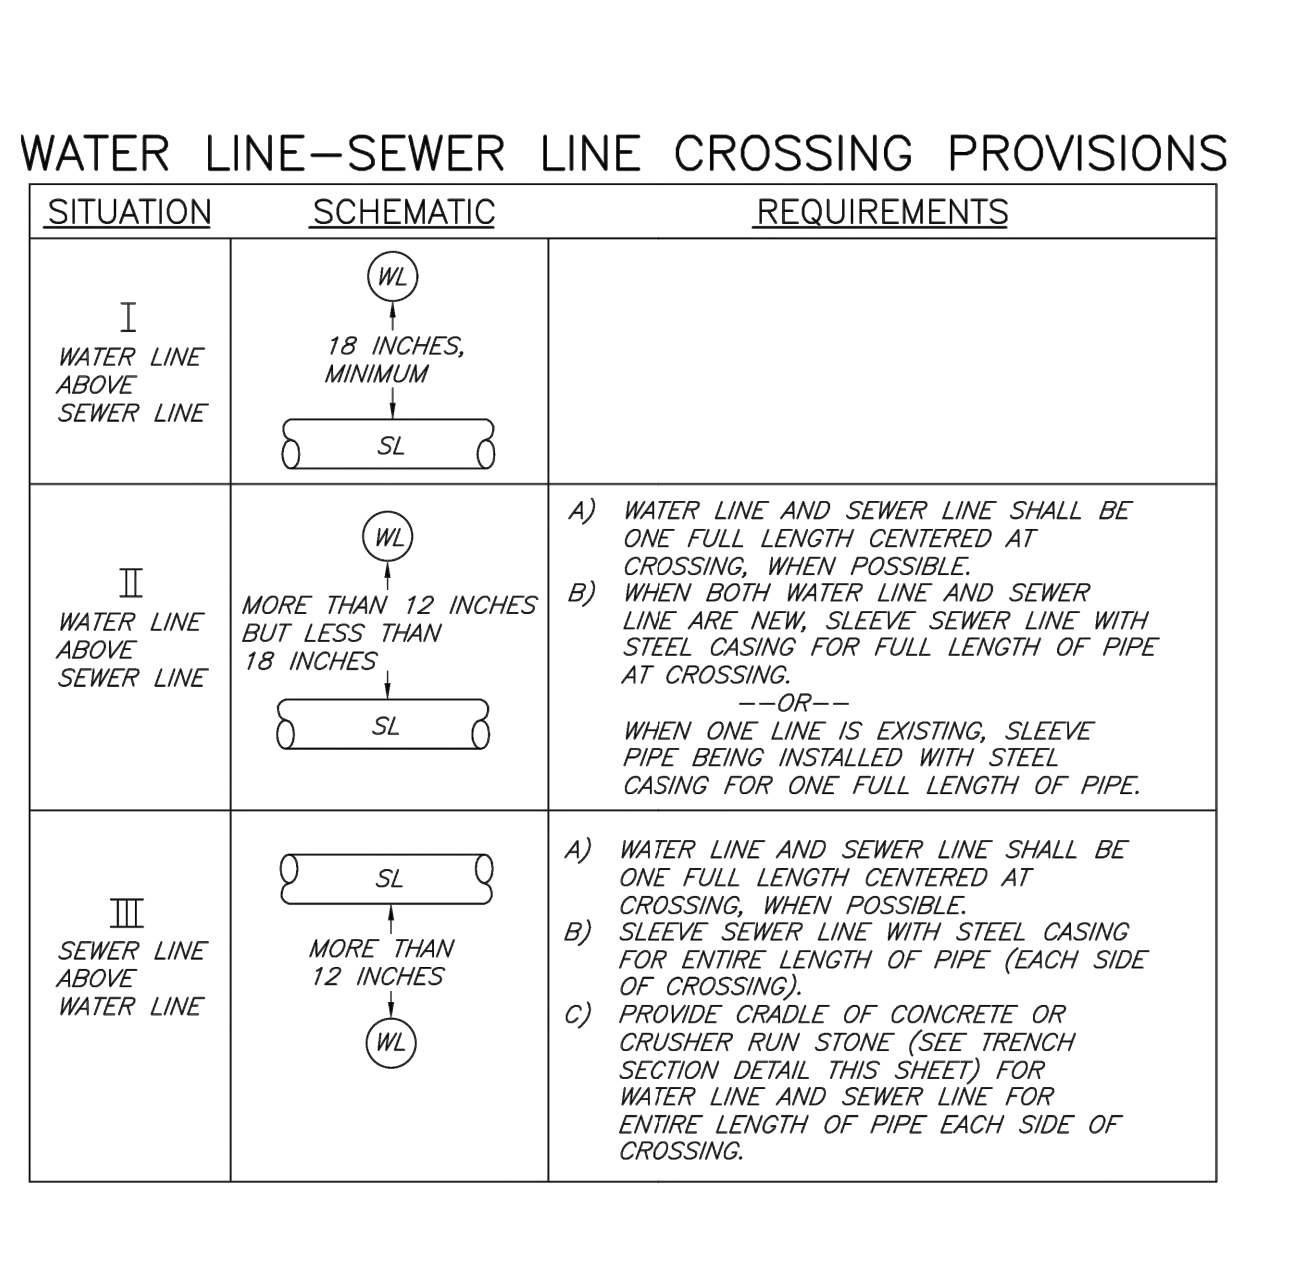 WATER LINE–SEWER LINE CROSSING PROVISIONS
SITUATION SCHEMATIC REQUIREMENTS
I
WATER LINE
ABOVE
SEWER LINE
WL
18 INCHES,
MINIMUM
SL
II
WATER LINE
ABOVE
SEWER LINE
WL
MORE THAN 12 INCHES
BUT LESS THAN
18 INCHES
SL
A) WATER LINE AND SEWER LINE SHALL BE
ONE FULL LENGTH CENTERED AT
CROSSING, WHEN POSSIBLE.
B) WHEN BOTH WATER LINE AND SEWER
LINE ARE NEW, SLEEVE SEWER LINE WITH
STEEL CASING FOR FULL LENGTH OF PIPE
AT CROSSING.
--OR--
WHEN ONE LINE IS EXISTING, SLEEVE
PIPE BEING INSTALLED WITH STEEL
CASING FOR ONE FULL LENGTH OF PIPE.
III
SEWER LINE
ABOVE
WATER LINE
SL
MORE THAN
12 INCHES
WL
A) WATER LINE AND SEWER LINE SHALL BE
ONE FULL LENGTH CENTERED AT
CROSSING, WHEN POSSIBLE.
B) SLEEVE SEWER LINE WITH STEEL CASING
FOR ENTIRE LENGTH OF PIPE (EACH SIDE
OF CROSSING).
C) PROVIDE CRADLE OF CONCRETE OR
CRUSHER RUN STONE (SEE TRENCH
SECTION DETAIL THIS SHEET) FOR
WATER LINE AND SEWER LINE FOR
ENTIRE LENGTH OF PIPE EACH SIDE OF
CROSSING.